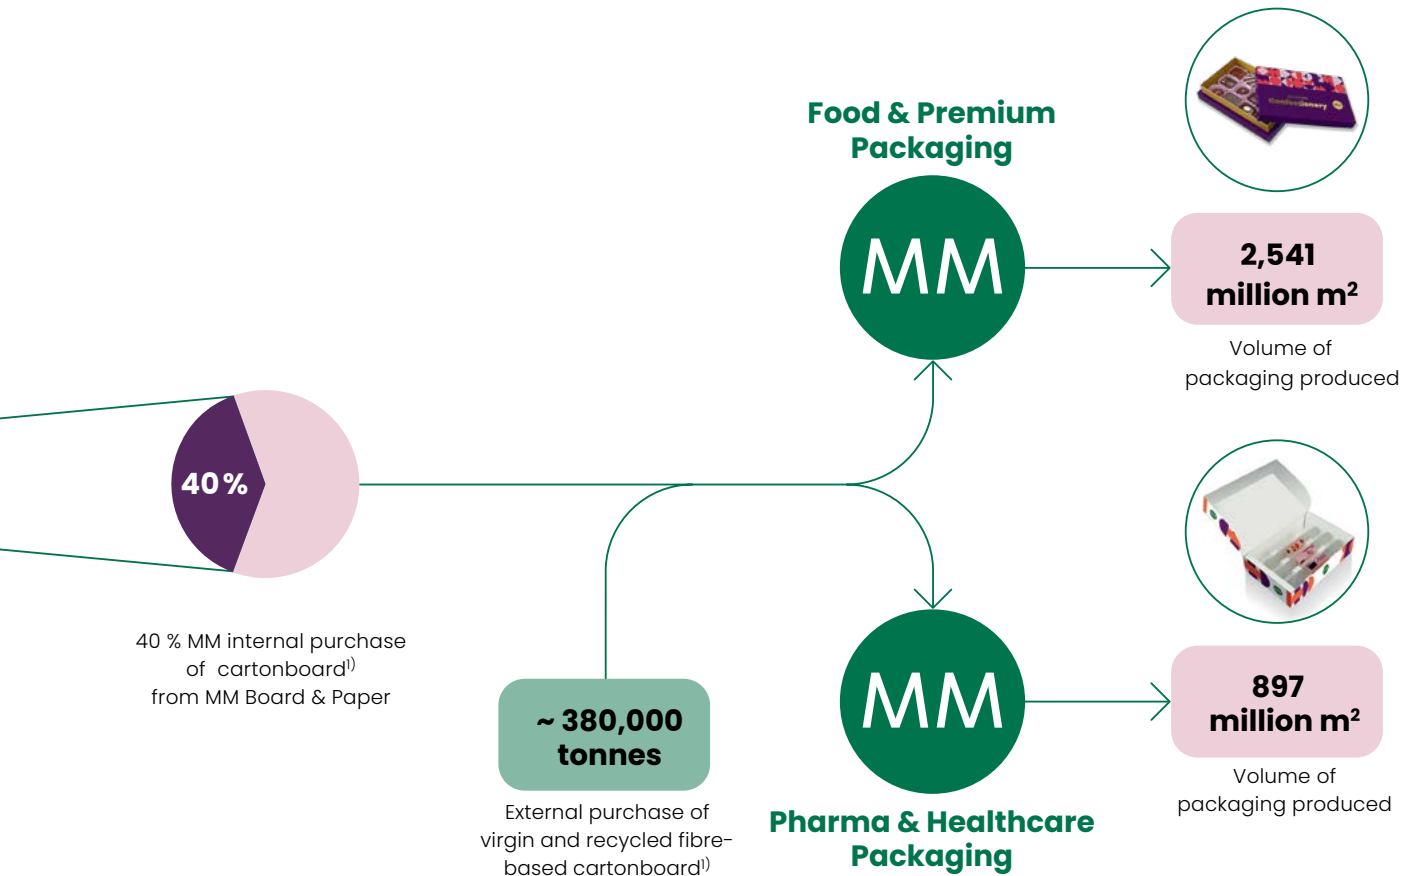 Food & Premium
Packaging
MM
Confectionery
2,541
million m²
Volume of
packaging produced
40 %
40 % MM internal purchase
of cartonboard¹⁾
from MM Board & Paper
~ 380,000
tonnes
External purchase of
virgin and recycled fibre-
based cartonboard¹⁾
MM
Pharma & Healthcare
Packaging
897
million m²
Volume of
packaging produced